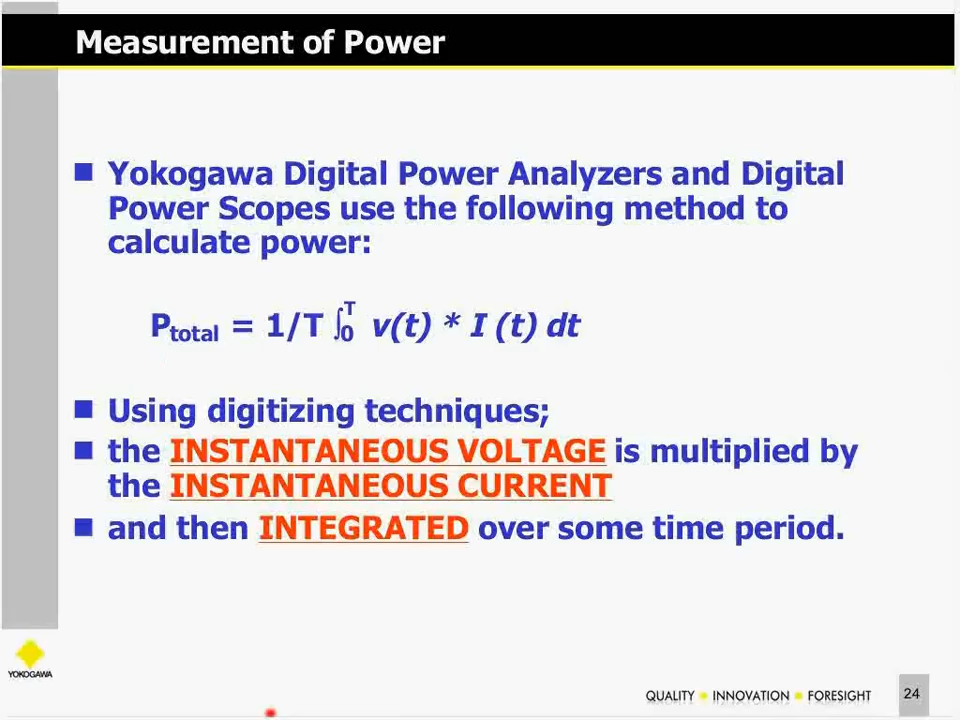 Measurement of Power
Yokogawa Digital Power Analyzers and Digital
Power Scopes use the following method to
calculate power:
Ptotal = 1/T ∫0T v(t) * I (t) dt
Using digitizing techniques;
the INSTANTANEOUS VOLTAGE is multiplied by
the INSTANTANEOUS CURRENT
and then INTEGRATED over some time period.
YOKOGAWA
QUALITY ■ INNOVATION ■ FORESIGHT
24